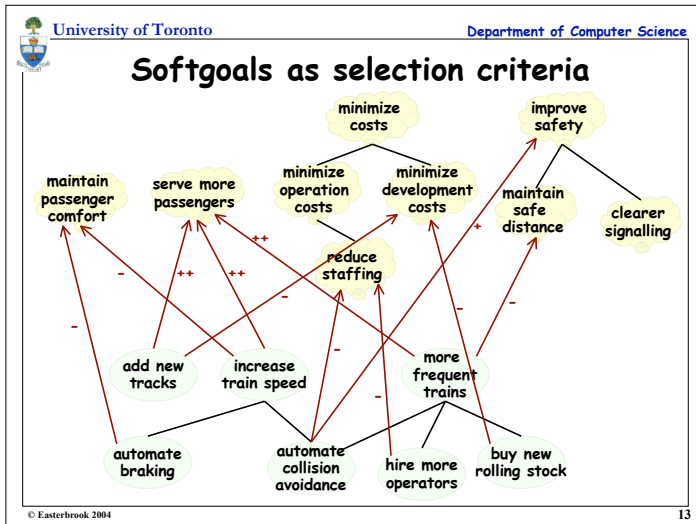 University of Toronto
Department of Computer Science
Softgoals as selection criteria
minimize
costs
improve
safety
maintain
passenger
comfort
serve more
passengers
minimize
operation
costs
minimize
development
costs
maintain
safe
distance
clearer
signalling
reduce
staffing
++
+
++
++
-
-
-
-
-
-
-
add new
tracks
increase
train speed
more
frequent
trains
automate
braking
automate
collision
avoidance
hire more
operators
buy new
rolling stock
© Easterbrook 2004
13